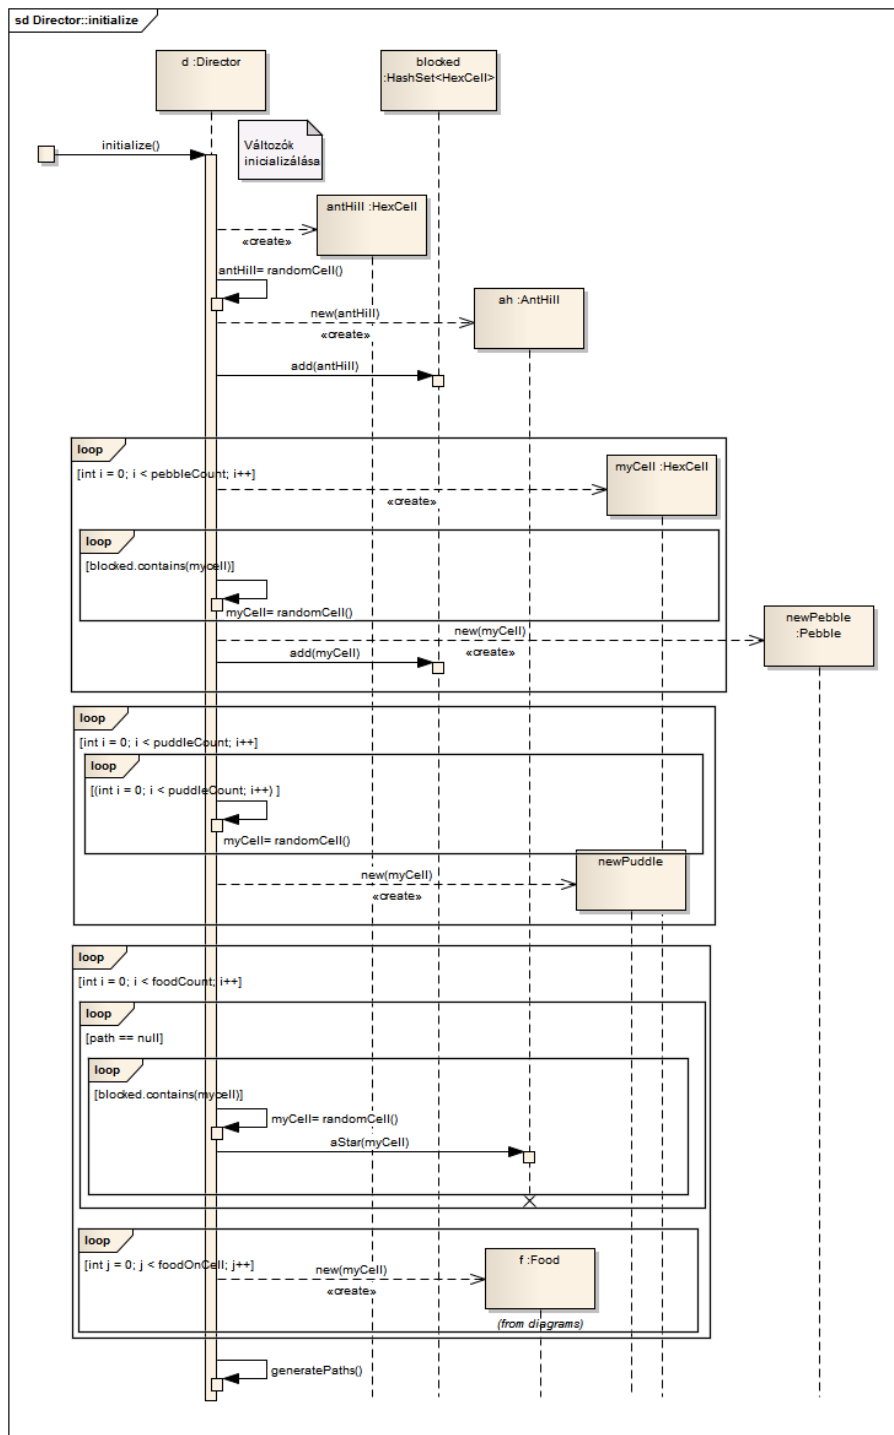 sd Director::initialize
d :Director
blocked
:HashSet<HexCell>
initialize()
Változók
inicializálása
antHill :HexCell
«create»
antHill= randomCell()
new(antHill)
«create»
ah :AntHill
add(antHill)
loop
[int i = 0; i < pebbleCount; i++]
myCell :HexCell
«create»
loop
[blocked.contains(mycell)]
myCell= randomCell()
new(myCell)
«create»
newPebble
:Pebble
add(myCell)
loop
[int i = 0; i < puddleCount; i++]
loop
[(int i = 0; i < puddleCount; i++) ]
myCell= randomCell()
new(myCell)
«create»
newPuddle
loop
[int i = 0; i < foodCount; i++]
loop
[path == null]
loop
[blocked.contains(mycell)]
myCell= randomCell()
aStar(myCell)
loop
[int j = 0; j < foodOnCell; j++]
new(myCell)
«create»
f :Food
(from diagrams)
generatePaths()